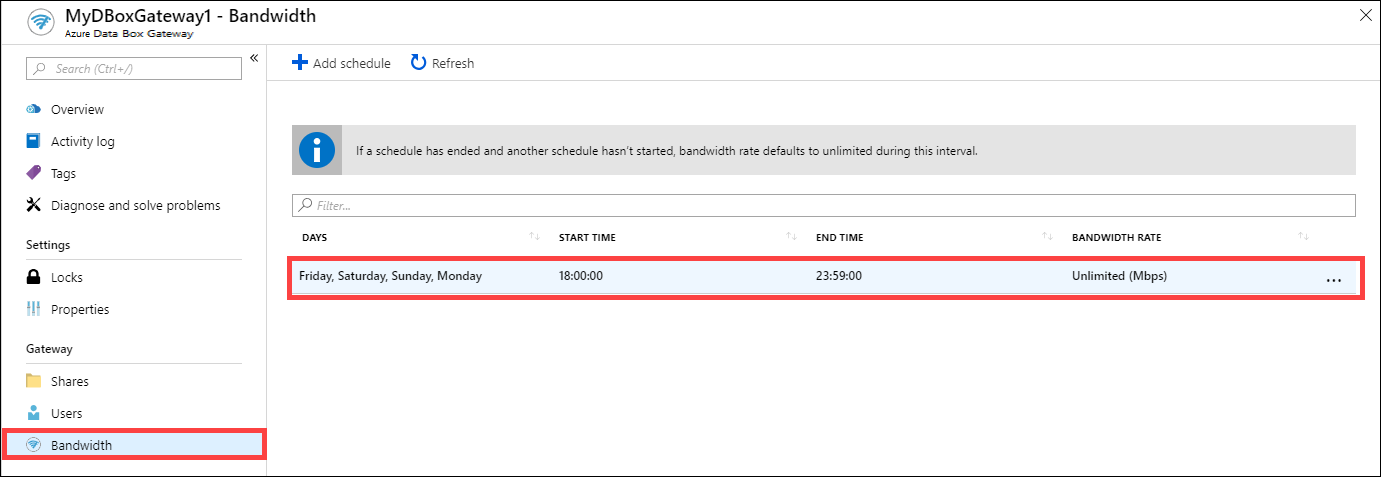 MyDBoxGateway1 - Bandwidth
Azure Data Box Gateway
Search (Ctrl+/)
Overview
Activity log
Tags
Diagnose and solve problems
Settings
Locks
Properties
Gateway
Shares
Users
Bandwidth
Add schedule Refresh
If a schedule has ended and another schedule hasn't started, bandwidth rate defaults to unlimited during this interval.
Filter...
DAYS START TIME END TIME BANDWIDTH RATE
Friday, Saturday, Sunday, Monday 18:00:00 23:59:00 Unlimited (Mbps) ...